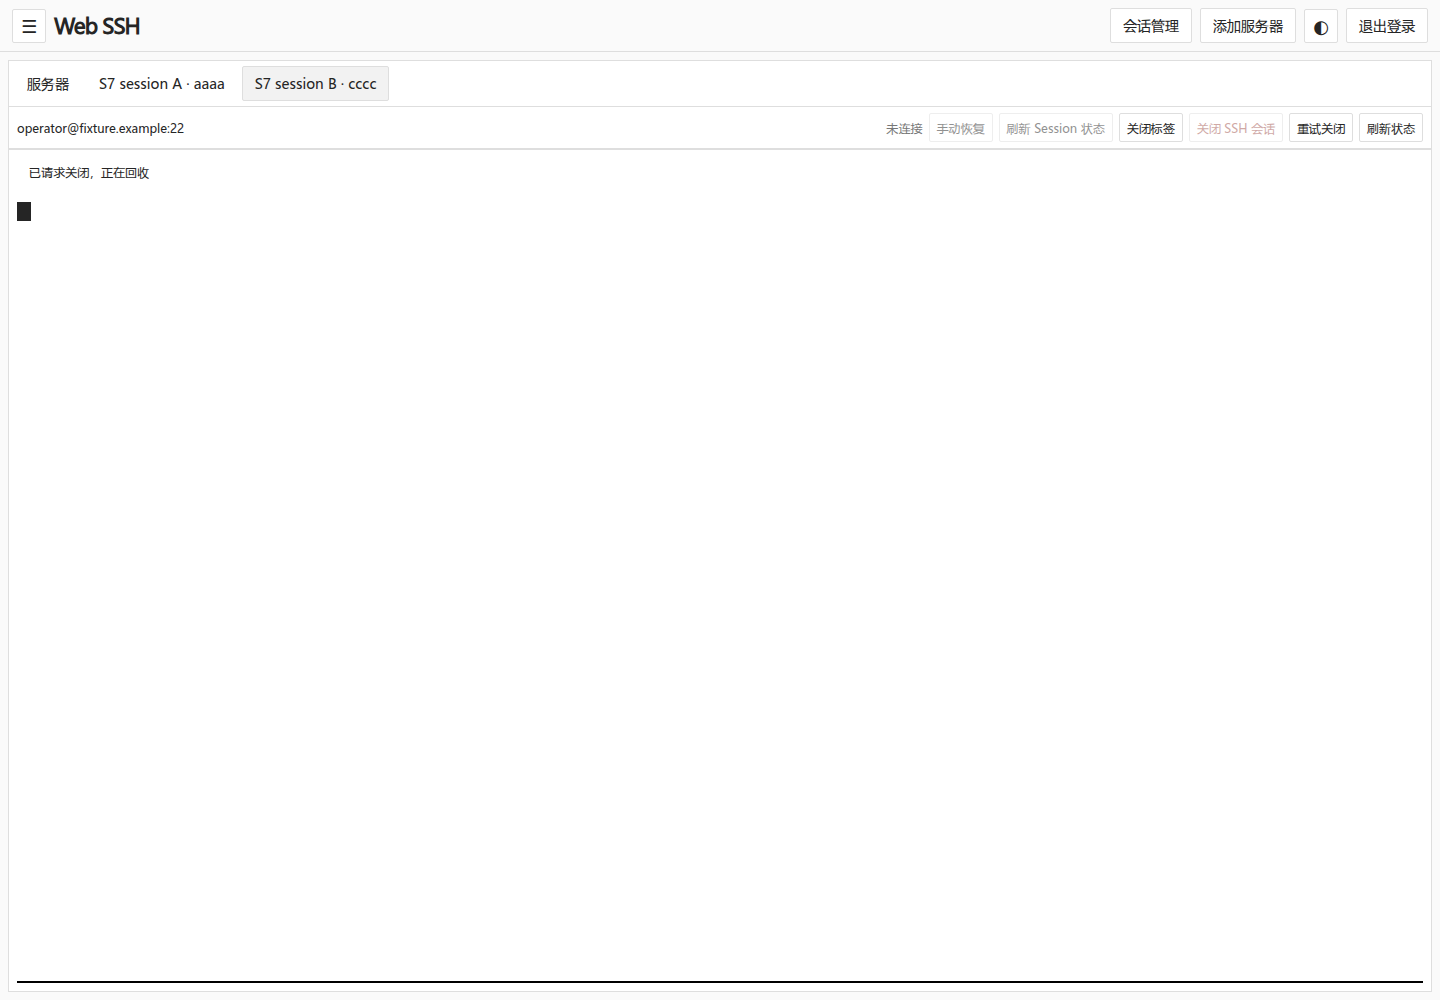 ☰ Web SSH 会话管理 添加服务器 ◐ 退出登录
服务器 S7 session A · aaaa S7 session B · cccc
operator@fixture.example:22 未连接 手动恢复 刷新 Session 状态 关闭标签 关闭 SSH 会话 重试关闭 刷新状态
已请求关闭，正在回收